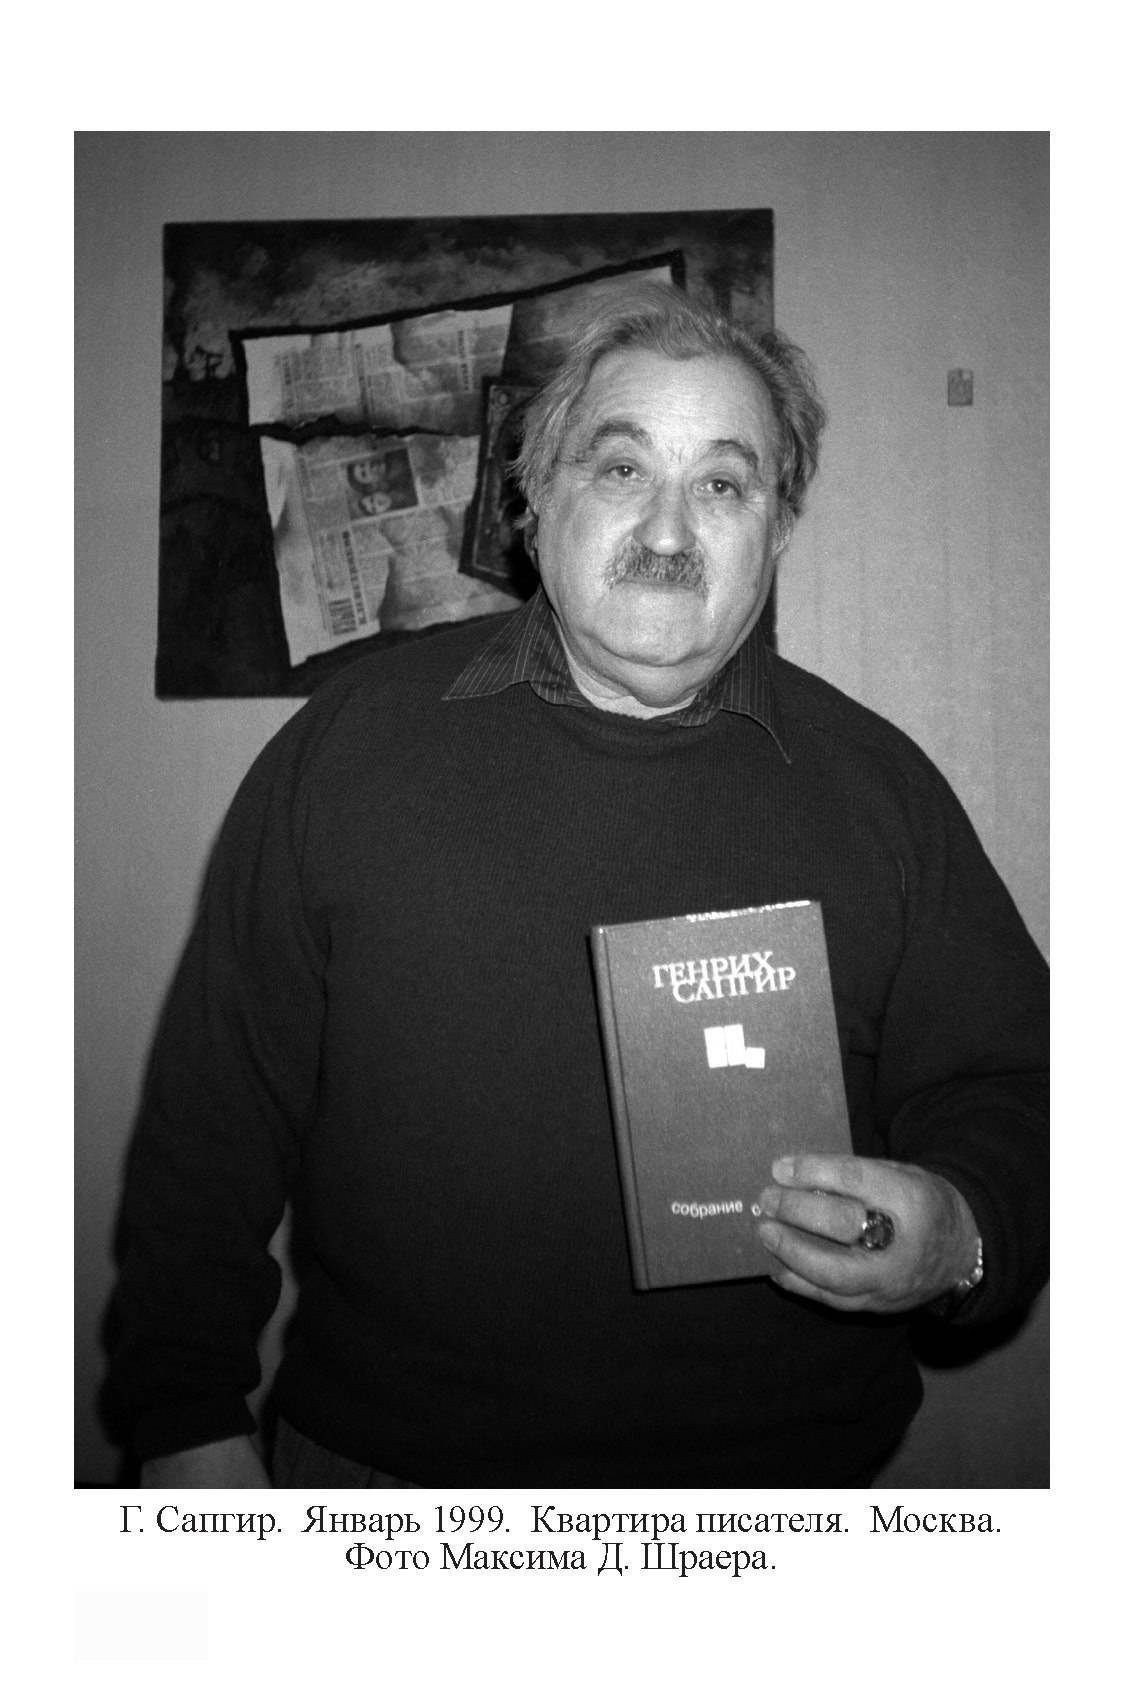 ГЕНРИХ
САПГИР
собрание с
Г. Сапгир. Январь 1999. Квартира писателя. Москва.
Фото Максима Д. Шраера.